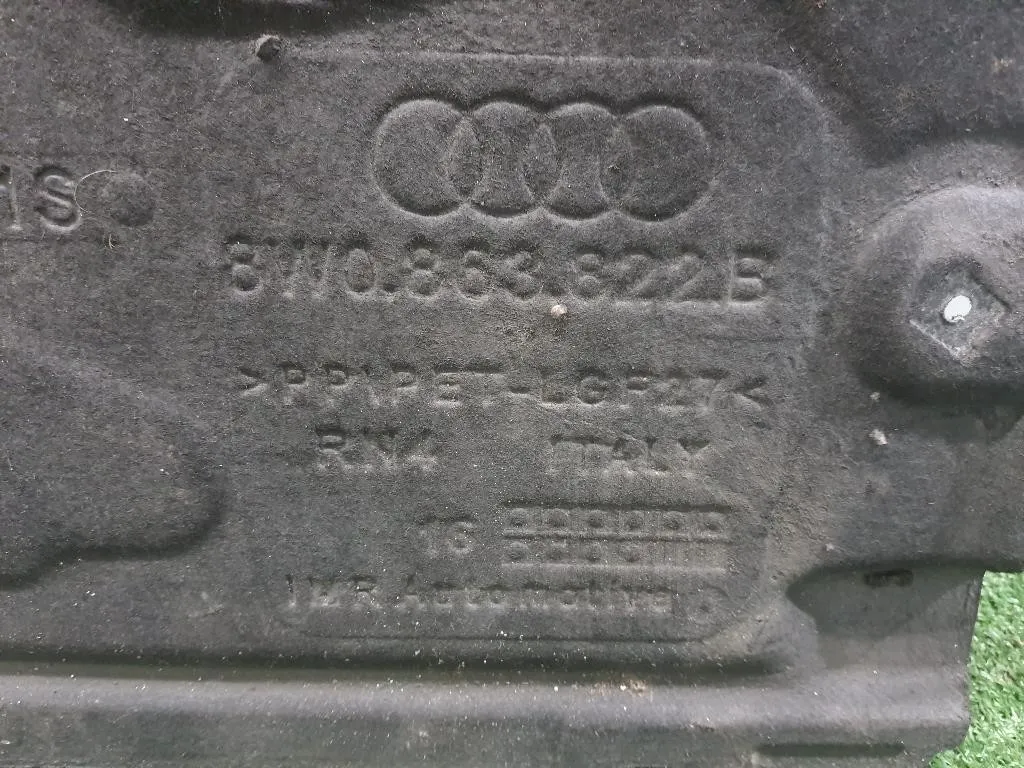 8W0.863.822.B
>PP\PET-LGF27<
RN4 ITALY
16
IMR Automotive